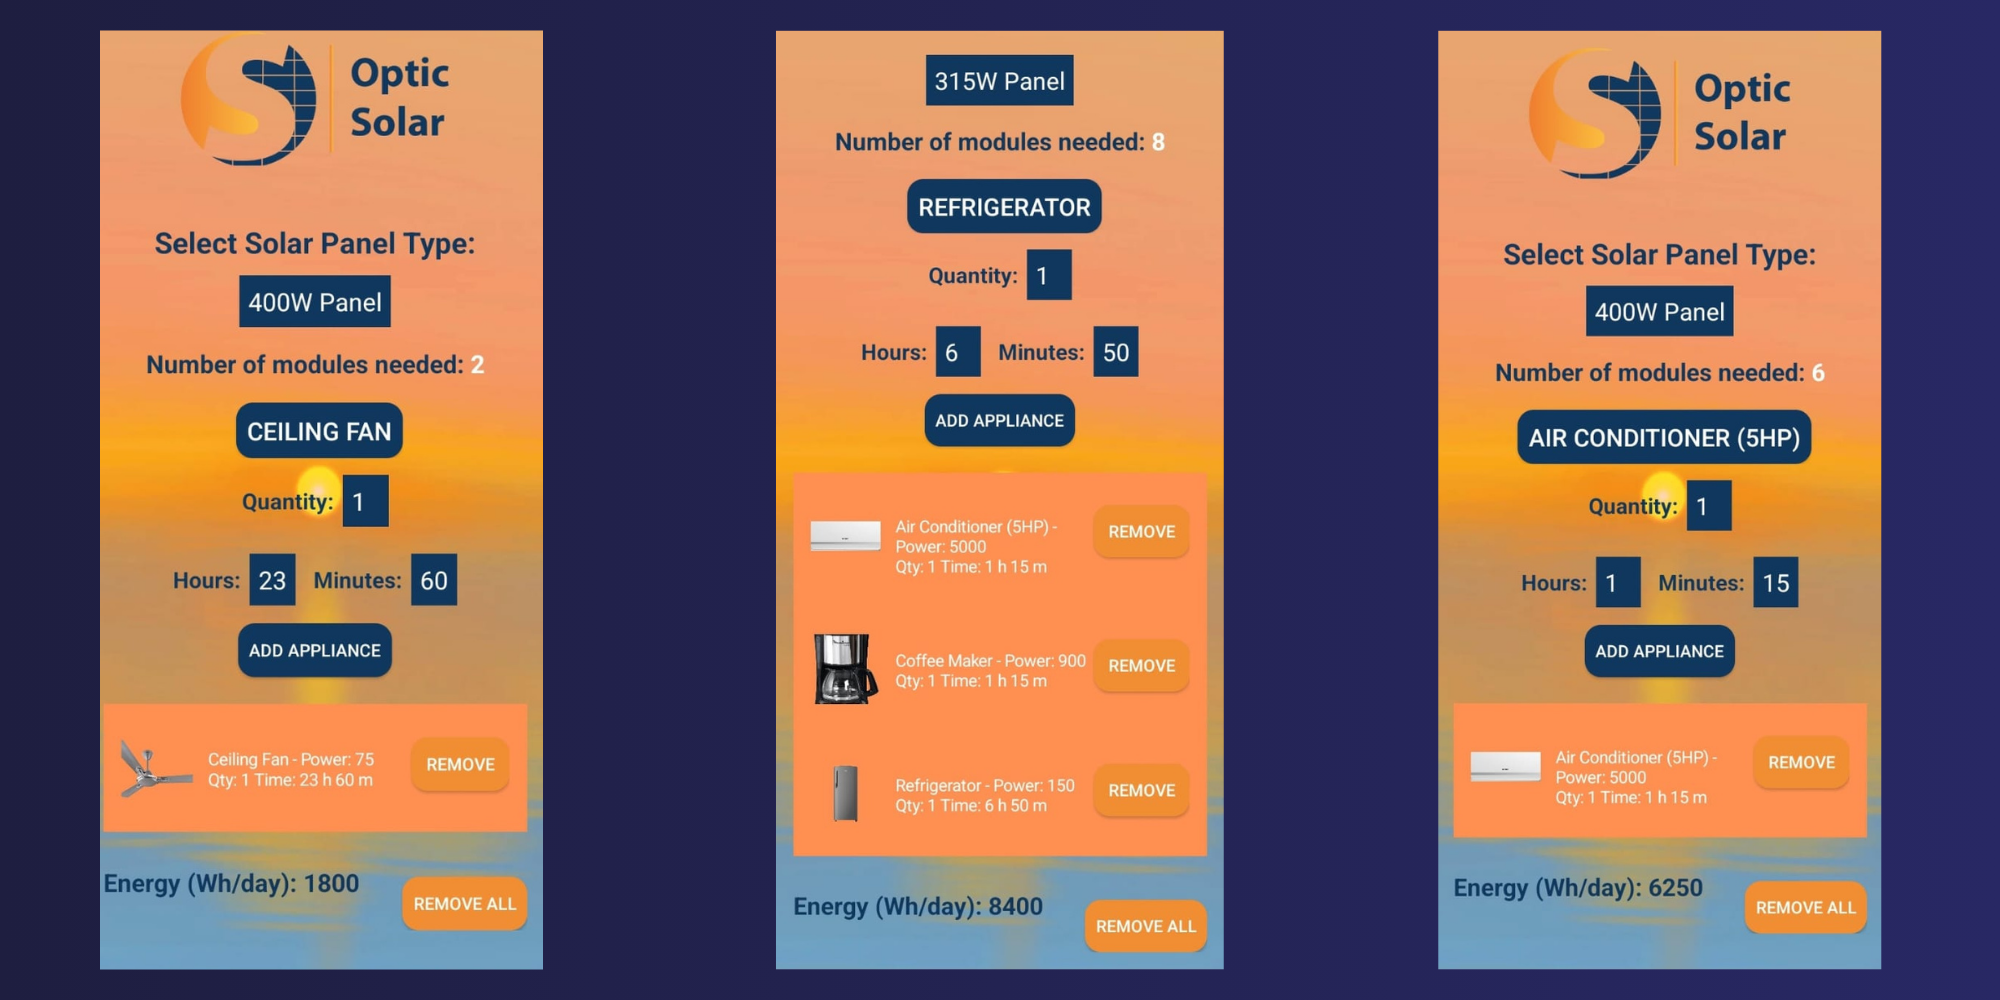 Optic
Solar
Select Solar Panel Type:
400W Panel
Number of modules needed: 2
CEILING FAN
Quantity: 1
Hours: 23 Minutes: 60
ADD APPLIANCE
Ceiling Fan - Power: 75
Qty: 1 Time: 23 h 60 m
REMOVE
Energy (Wh/day): 1800
REMOVE ALL
315W Panel
Number of modules needed: 8
REFRIGERATOR
Quantity: 1
Hours: 6 Minutes: 50
ADD APPLIANCE
Air Conditioner (5HP) -
Power: 5000
Qty: 1 Time: 1 h 15 m
REMOVE
Coffee Maker - Power: 900
Qty: 1 Time: 1 h 15 m
REMOVE
Refrigerator - Power: 150
Qty: 1 Time: 6 h 50 m
REMOVE
Energy (Wh/day): 8400
REMOVE ALL
Optic
Solar
Select Solar Panel Type:
400W Panel
Number of modules needed: 6
AIR CONDITIONER (5HP)
Quantity: 1
Hours: 1 Minutes: 15
ADD APPLIANCE
Air Conditioner (5HP) -
Power: 5000
Qty: 1 Time: 1 h 15 m
REMOVE
Energy (Wh/day): 6250
REMOVE ALL